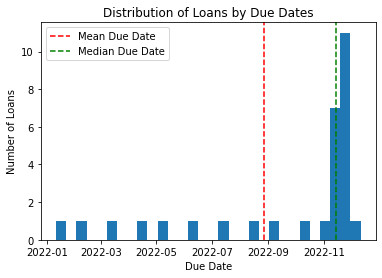 Distribution of Loans by Due Dates
Mean Due Date
Median Due Date
Number of Loans
10
8
6
4
2
0
2022-01
2022-03
2022-05
2022-07
2022-09
2022-11
Due Date